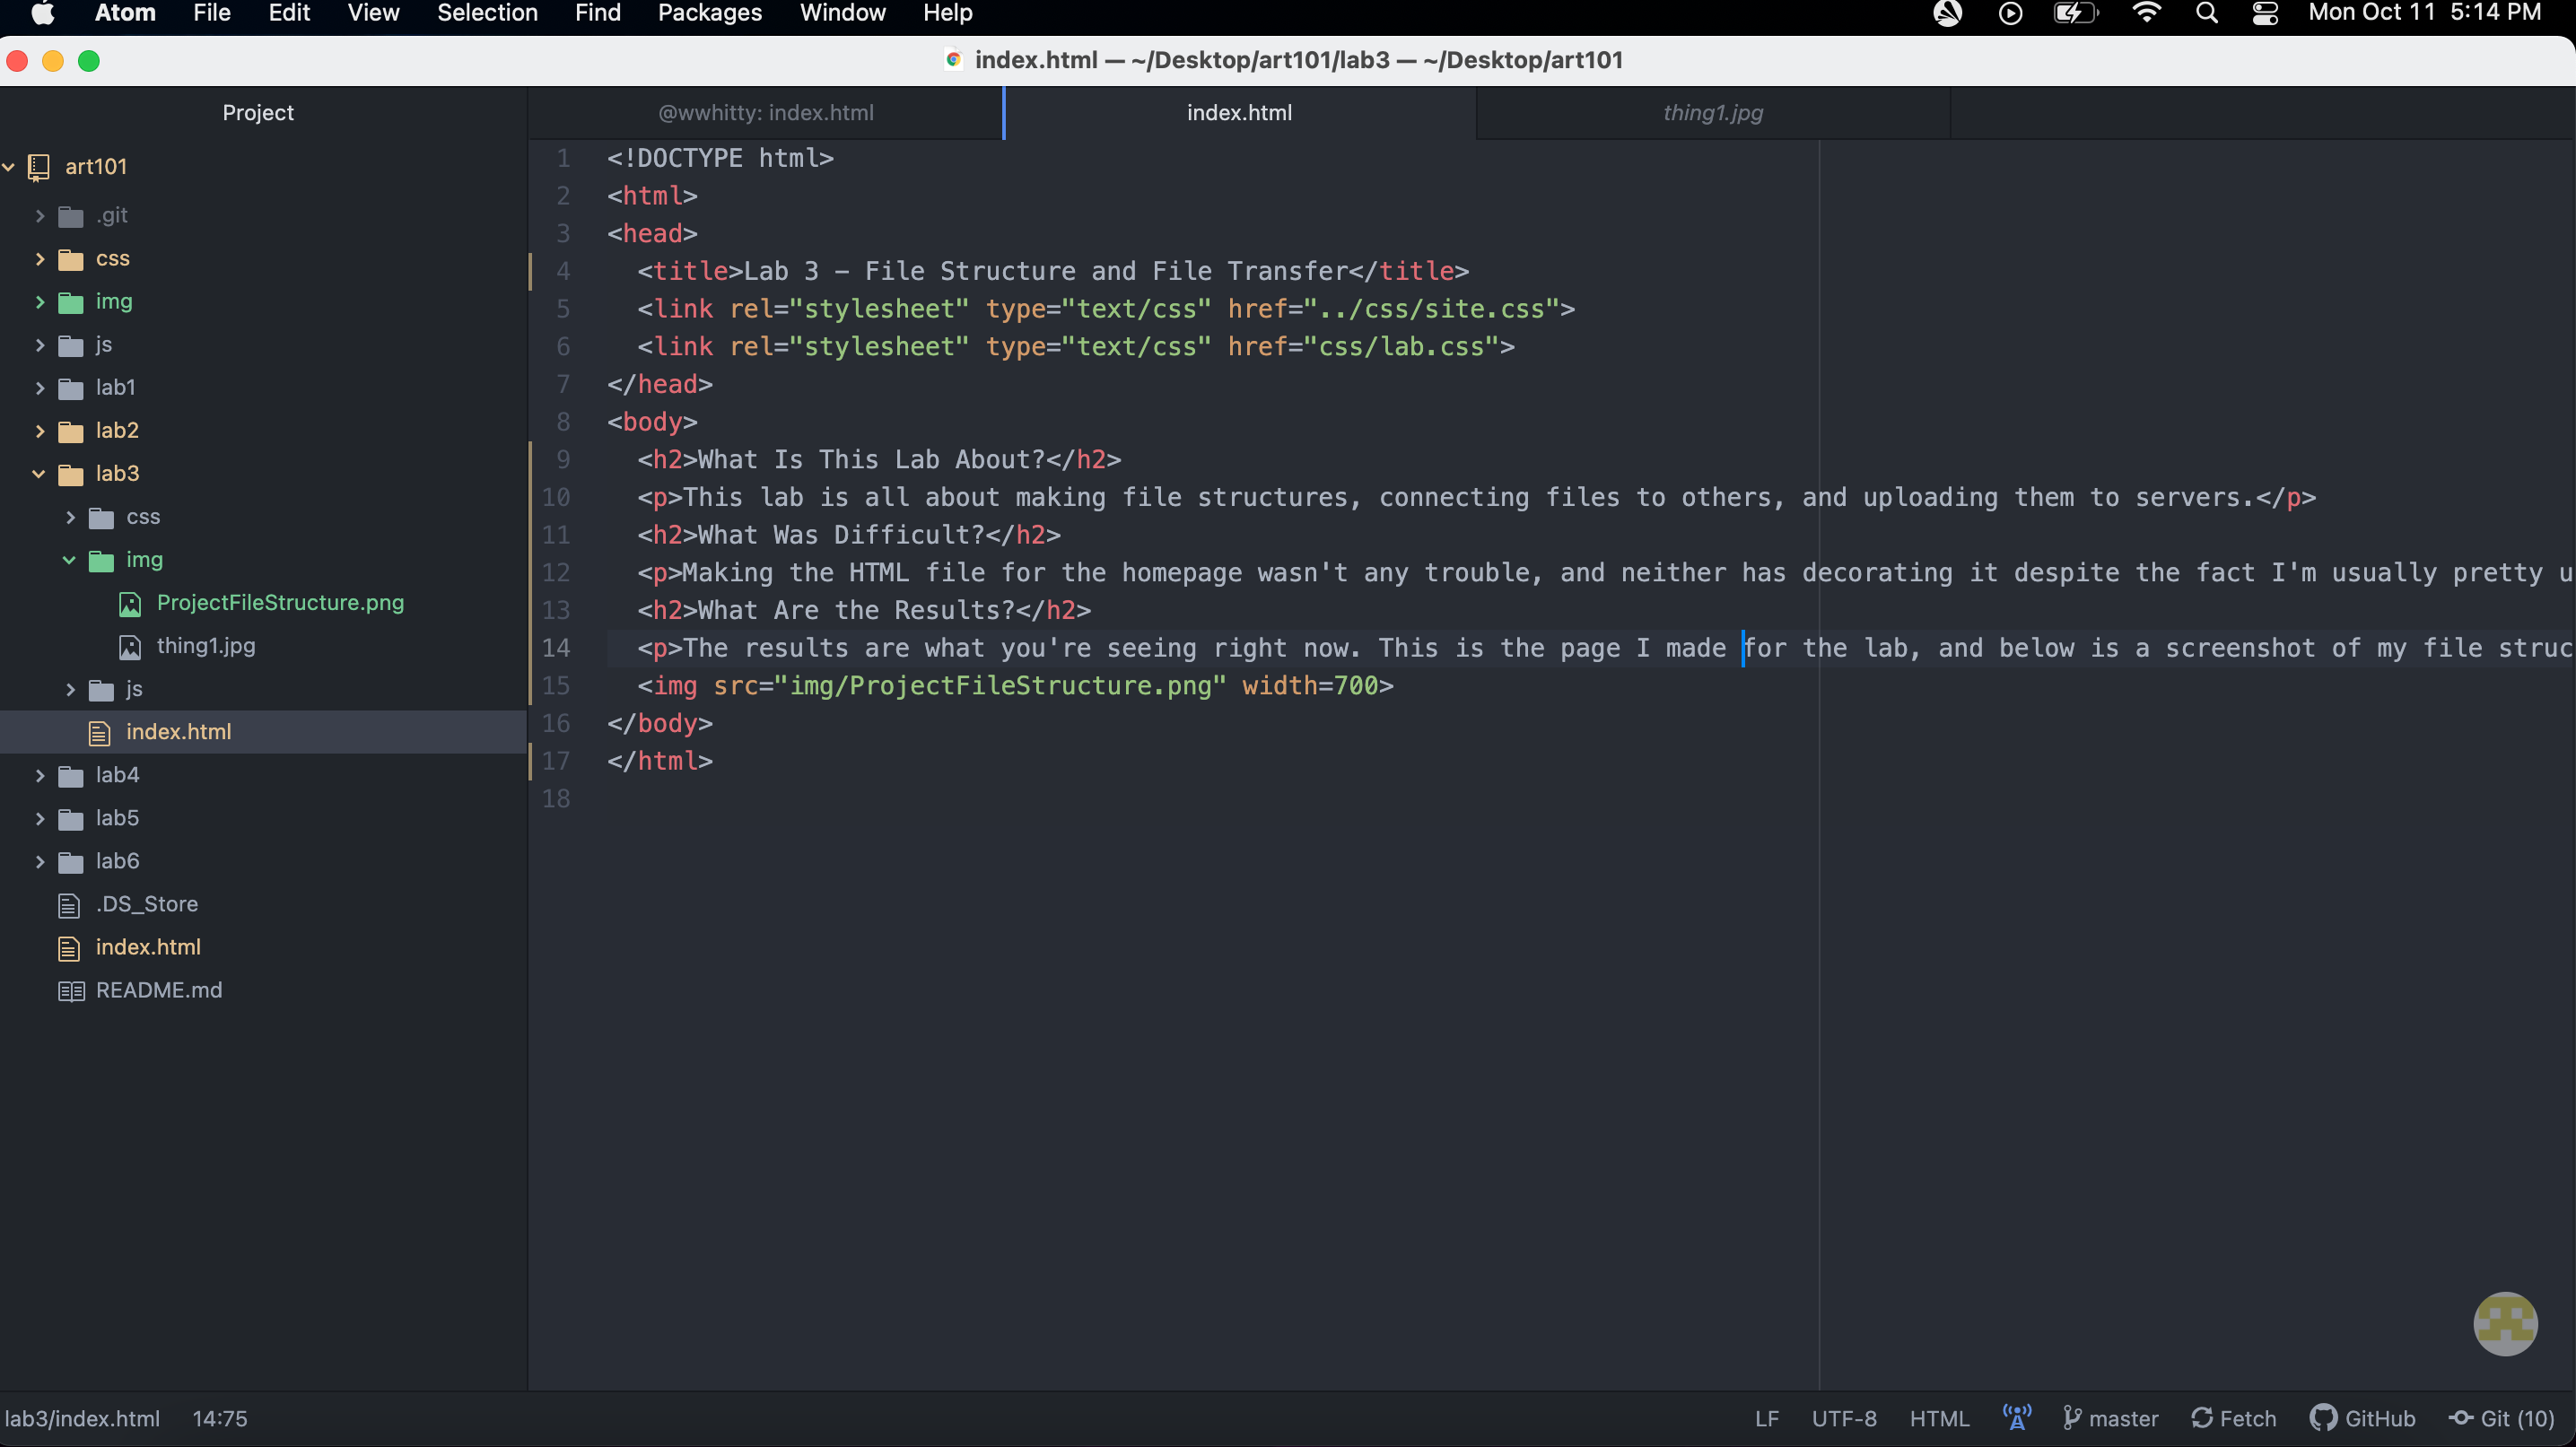 Atom File Edit View Selection Find Packages Window Help Mon Oct 11 5:14 PM
index.html — ~/Desktop/art101/lab3 — ~/Desktop/art101
Project
@wwhitty: index.html
index.html
thing1.jpg
art101
.git
css
img
js
lab1
lab2
lab3
css
img
ProjectFileStructure.png
thing1.jpg
js
index.html
lab4
lab5
lab6
.DS_Store
index.html
README.md
1 <!DOCTYPE html>
2 <html>
3 <head>
4 <title>Lab 3 – File Structure and File Transfer</title>
5 <link rel="stylesheet" type="text/css" href="../css/site.css">
6 <link rel="stylesheet" type="text/css" href="css/lab.css">
7 </head>
8 <body>
9 <h2>What Is This Lab About?</h2>
10 <p>This lab is all about making file structures, connecting files to others, and uploading them to servers.</p>
11 <h2>What Was Difficult?</h2>
12 <p>Making the HTML file for the homepage wasn't any trouble, and neither has decorating it despite the fact I'm usually pretty u
13 <h2>What Are the Results?</h2>
14 <p>The results are what you're seeing right now. This is the page I made for the lab, and below is a screenshot of my file struc
15 <img src="img/ProjectFileStructure.png" width=700>
16 </body>
17 </html>
18
lab3/index.html 14:75 LF UTF-8 HTML master Fetch GitHub Git (10)